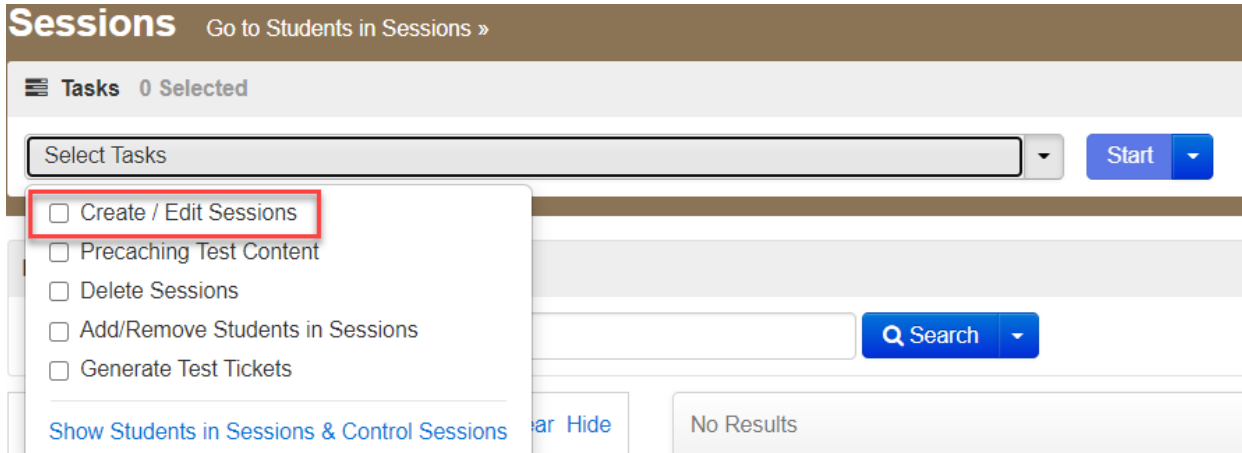 Sessions Go to Students in Sessions »
Tasks 0 Selected
Select Tasks
Start
Create / Edit Sessions
Precaching Test Content
Delete Sessions
Add/Remove Students in Sessions
Generate Test Tickets
Show Students in Sessions & Control Sessions
Search
Hide
No Results